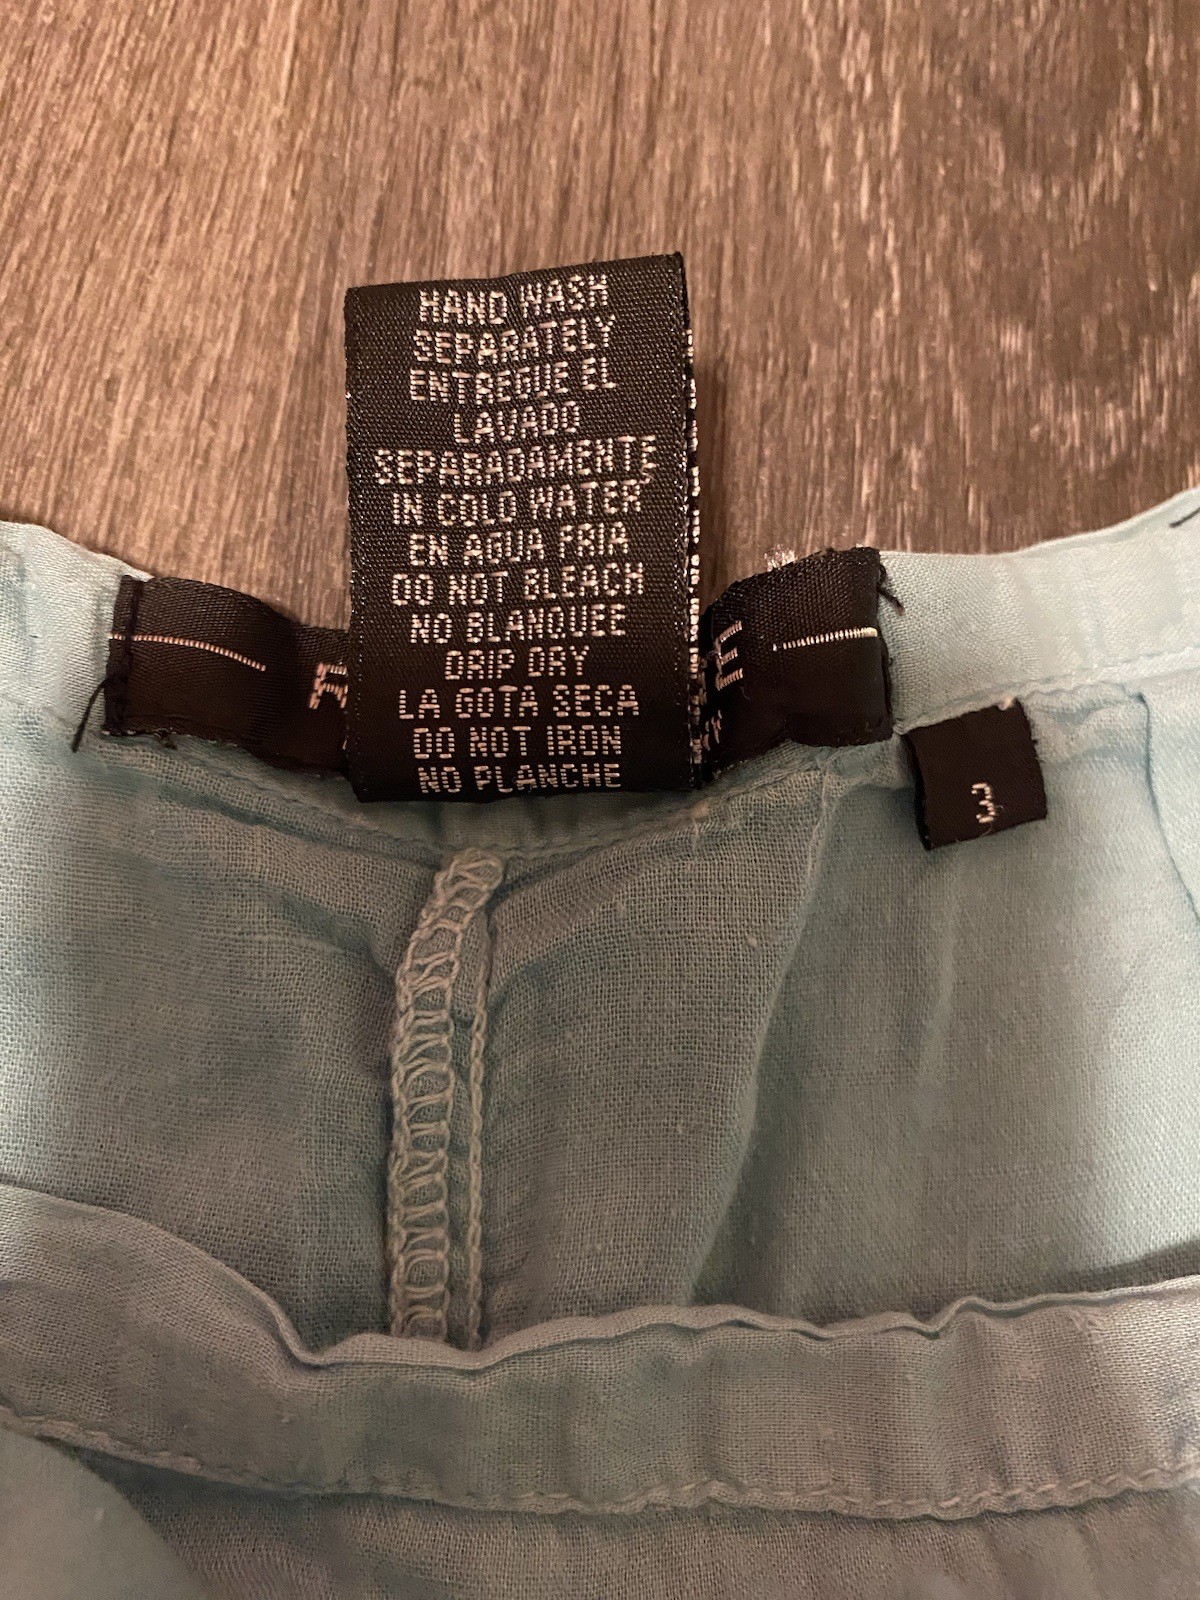 HAND WASH
SEPARATELY
ENTREGUE EL
LAVADO
SEPARADAMENTE
IN COLD WATER
EN AGUA FRIA
DO NOT BLEACH
NO BLANQUEE
DRIP DRY
LA GOTA SECA
DO NOT IRON
NO PLANCHE
3